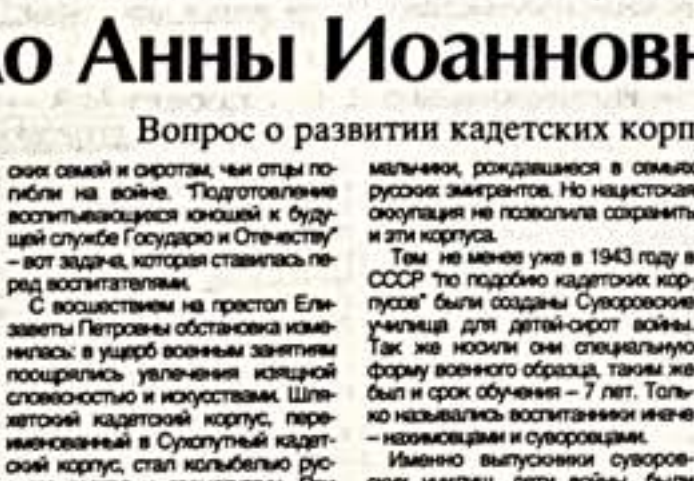 о Анны Иоанновн
Вопрос о развитии кадетских корп
ских семей и сиротам, чьи отцы по-
гибли на войне. "Подготовление
воспитывающихся юношей к буду-
щей службе Государю и Отечеству"
– вот задача, которая ставилась пе-
ред воспитателями.
С восшествием на престол Ели-
заветы Петровны обстановка изме-
нилась: в ущерб военным занятиям
поощрялись увлечения изящной
словесностью и искусствами. Шля-
хетский кадетский корпус, пере-
именованный в Сухопутный кадет-
ский корпус, стал колыбелью рус-
мальчики, рождавшиеся в семьях
русских эмигрантов. Но нацистская
оккупация не позволила сохранить
и эти корпуса.
Тем не менее уже в 1943 году в
СССР "по подобию кадетских кор-
пусов" были созданы Суворовские
училища для детей-сирот войны.
Так же носили они специальную
форму военного образца, таким же
был и срок обучения – 7 лет. Толь-
ко назывались воспитанники иначе
– нахимовцами и суворовцами.
Именно выпускники суворов-
ских училищ, дети войны, были